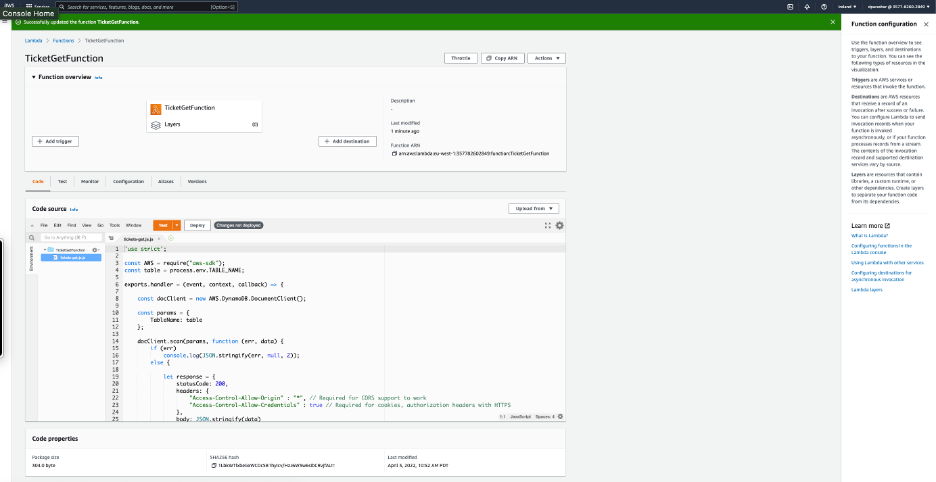 AWS
Services
Search for services, features, blogs, docs, and more
[Option+S]
Ireland
Console Home
Successfully updated the function TicketGetFunction.
Lambda > Functions > TicketGetFunction
TicketGetFunction
Throttle
Copy ARN
Actions
Function overview Info
TicketGetFunction
Layers
(0)
+ Add trigger
+ Add destination
Description
-
Last modified
1 minute ago
Function ARN
Code
Test
Monitor
Configuration
Aliases
Versions
Code source Info
Upload from
File Edit Find View Go Tools Window
Test
Deploy
Changes not deployed
Go to Anything (⌘ P)
tickets-get.js.js
Environment
TicketGetFunction
tickets-get.js.js
1 'use strict';
2
3 const AWS = require("aws-sdk");
4 const table = process.env.TABLE_NAME;
5
6 exports.handler = (event, context, callback) => {
7
8 const docClient = new AWS.DynamoDB.DocumentClient();
9
10 const params = {
11 TableName: table
12 };
13
14 docClient.scan(params, function (err, data) {
15 if (err)
16 console.log(JSON.stringify(err, null, 2));
17 else {
18
19 let response = {
20 statusCode: 200,
21 headers: {
22 "Access-Control-Allow-Origin" : "*", // Required for CORS support to work
23 "Access-Control-Allow-Credentials" : true // Required for cookies, authorization headers with HTTPS
24 },
25 body: JSON.stringify(data)
1:1 JavaScript Spaces: 4
Code properties
Package size
304.0 byte
SHA256 hash
Last modified
April 5, 2022, 10:52 AM PDT
Function configuration
Use the function overview to see
triggers, layers, and destinations
to your function. You can see the
following types of resources in the
visualization:
Triggers are AWS services or
resources that invoke the function.
Destinations are AWS resources
that receive a record of an
invocation after success or failure.
You can configure Lambda to send
invocation records when your
function is invoked
asynchronously, or if your function
processes records from a stream.
The contents of the invocation
record and supported destination
services vary by source.
Layers are resources that contain
libraries, a custom runtime, or
other dependencies. Create layers
to separate your function code
from its dependencies.
Learn more
What is Lambda?
Configuring functions in the
Lambda console
Using Lambda with other services
Configuring destinations for
asynchronous invocation
Lambda layers